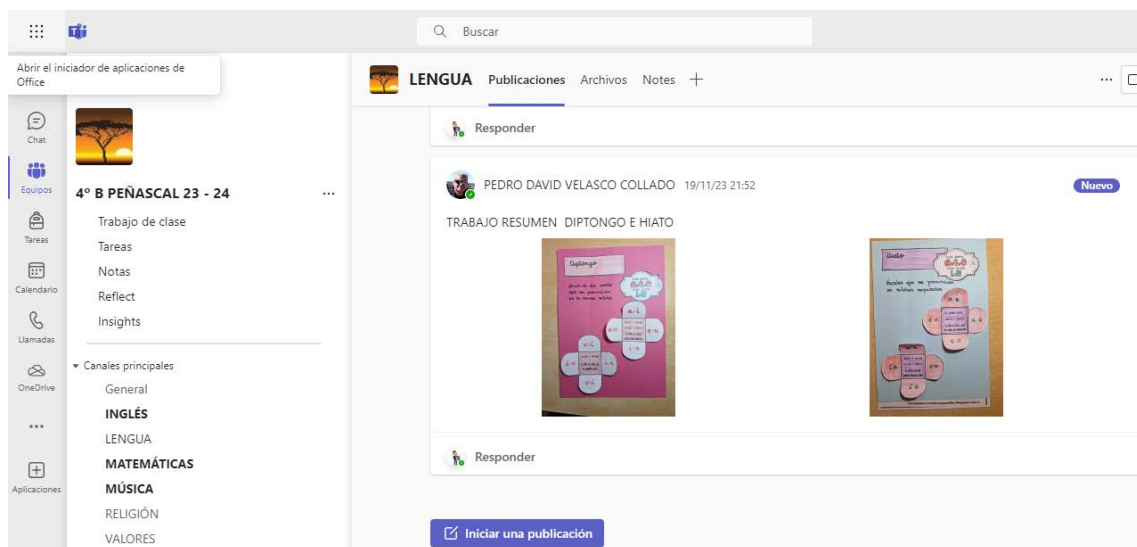 Buscar
Abrir el iniciador de aplicaciones de
Office
Chat
Equipos
Tareas
Calendario
Llamadas
OneDrive
Aplicaciones
4º B PEÑASCAL 23 - 24
Trabajo de clase
Tareas
Notas
Reflect
Insights
Canales principales
General
INGLÉS
LENGUA
MATEMÁTICAS
MÚSICA
RELIGIÓN
VALORES
LENGUA Publicaciones Archivos Notes
Responder
PEDRO DAVID VELASCO COLLADO 19/11/23 21:52
Nuevo
TRABAJO RESUMEN DIPTONGO E HIATO
Diptongo
Hiato
Responder
Iniciar una publicación